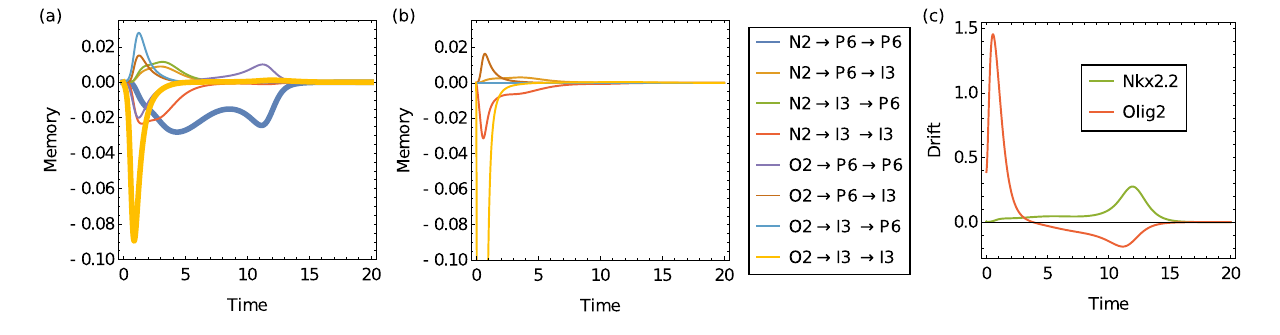 (a)
0.02
0.00
- 0.02
- 0.04
- 0.06
- 0.08
- 0.10
Memory
0 5 10 15 20
Time
(b)
0.02
0.00
- 0.02
- 0.04
- 0.06
- 0.08
- 0.10
Memory
0 5 10 15 20
Time
N2 → P6 → P6
N2 → P6 → I3
N2 → I3 → P6
N2 → I3 → I3
O2 → P6 → P6
O2 → P6 → I3
O2 → I3 → P6
O2 → I3 → I3
(c)
1.5
1.0
0.5
0.0
Drift
Nkx2.2
Olig2
0 5 10 15 20
Time